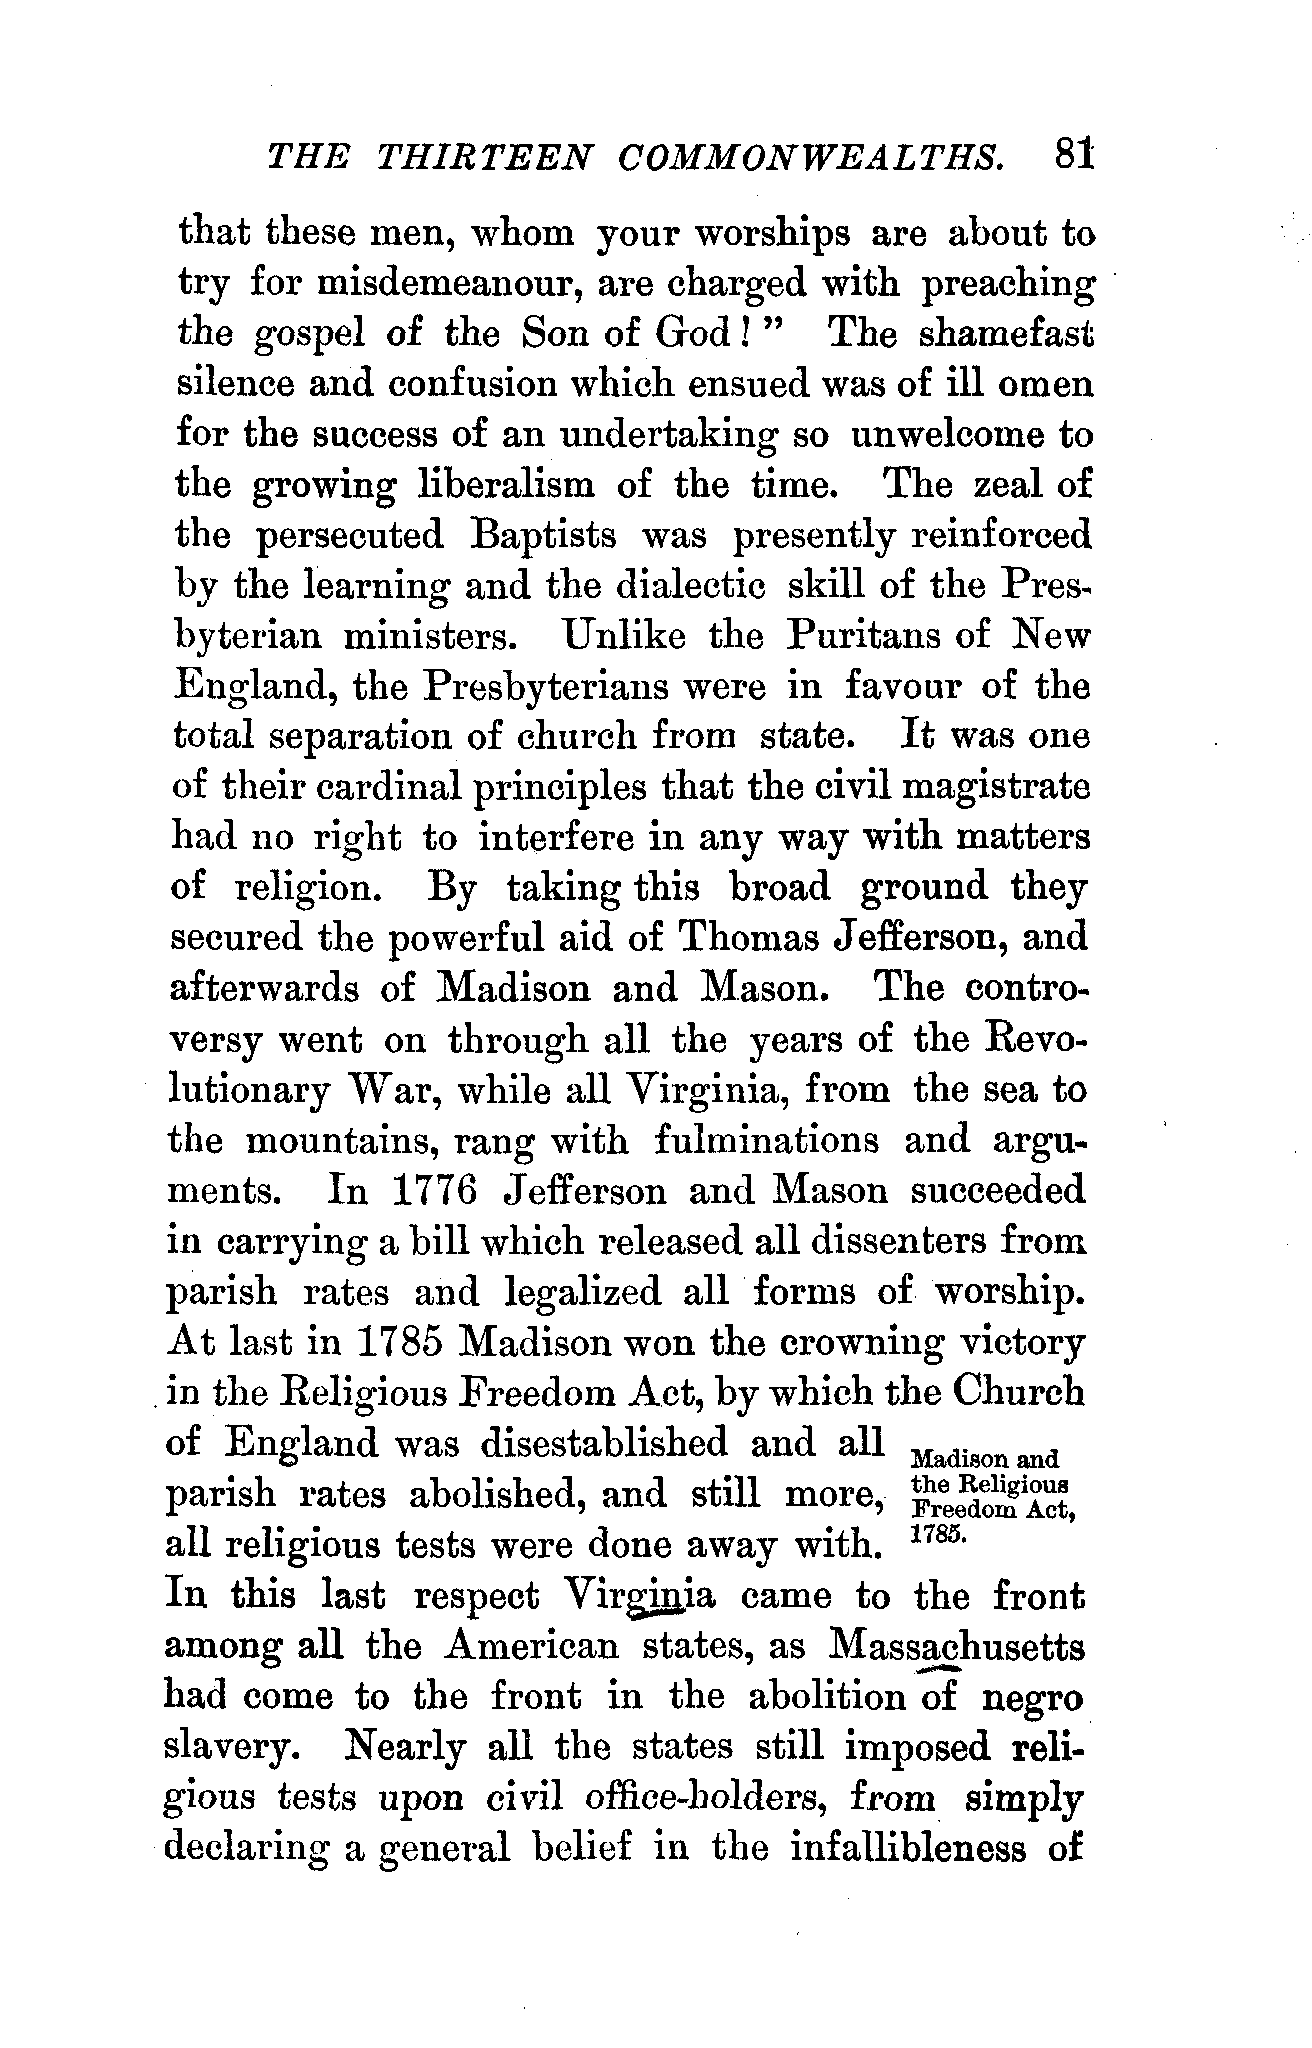 THE THIRTEEN COMMONWEALTHS. 81
that these men, whom your worships are about to
try for misdemeanour, are charged with preaching
the gospel of the Son of God! ” The shamefast
silence and confusion which ensued was of ill omen
for the success of an undertaking so unwelcome to
the growing liberalism of the time. The zeal of
the persecuted Baptists was presently reinforced
by the learning and the dialectic skill of the Pres-
byterian ministers. Unlike the Puritans of New
England, the Presbyterians were in favour of the
total separation of church from state. It was one
of their cardinal principles that the civil magistrate
had no right to interfere in any way with matters
of religion. By taking this broad ground they
secured the powerful aid of Thomas Jefferson, and
afterwards of Madison and Mason. The contro-
versy went on through all the years of the Revo-
lutionary War, while all Virginia, from the sea to
the mountains, rang with fulminations and argu-
ments. In 1776 Jefferson and Mason succeeded
in carrying a bill which released all dissenters from
parish rates and legalized all forms of worship.
At last in 1785 Madison won the crowning victory
in the Religious Freedom Act, by which the Church
of England was disestablished and all
parish rates abolished, and still more,
all religious tests were done away with.
Madison and
the Religious
Freedom Act,
1785.
In this last respect Virginia came to the front
among all the American states, as Massachusetts
had come to the front in the abolition of negro
slavery. Nearly all the states still imposed reli-
gious tests upon civil office-holders, from simply
declaring a general belief in the infallibleness of